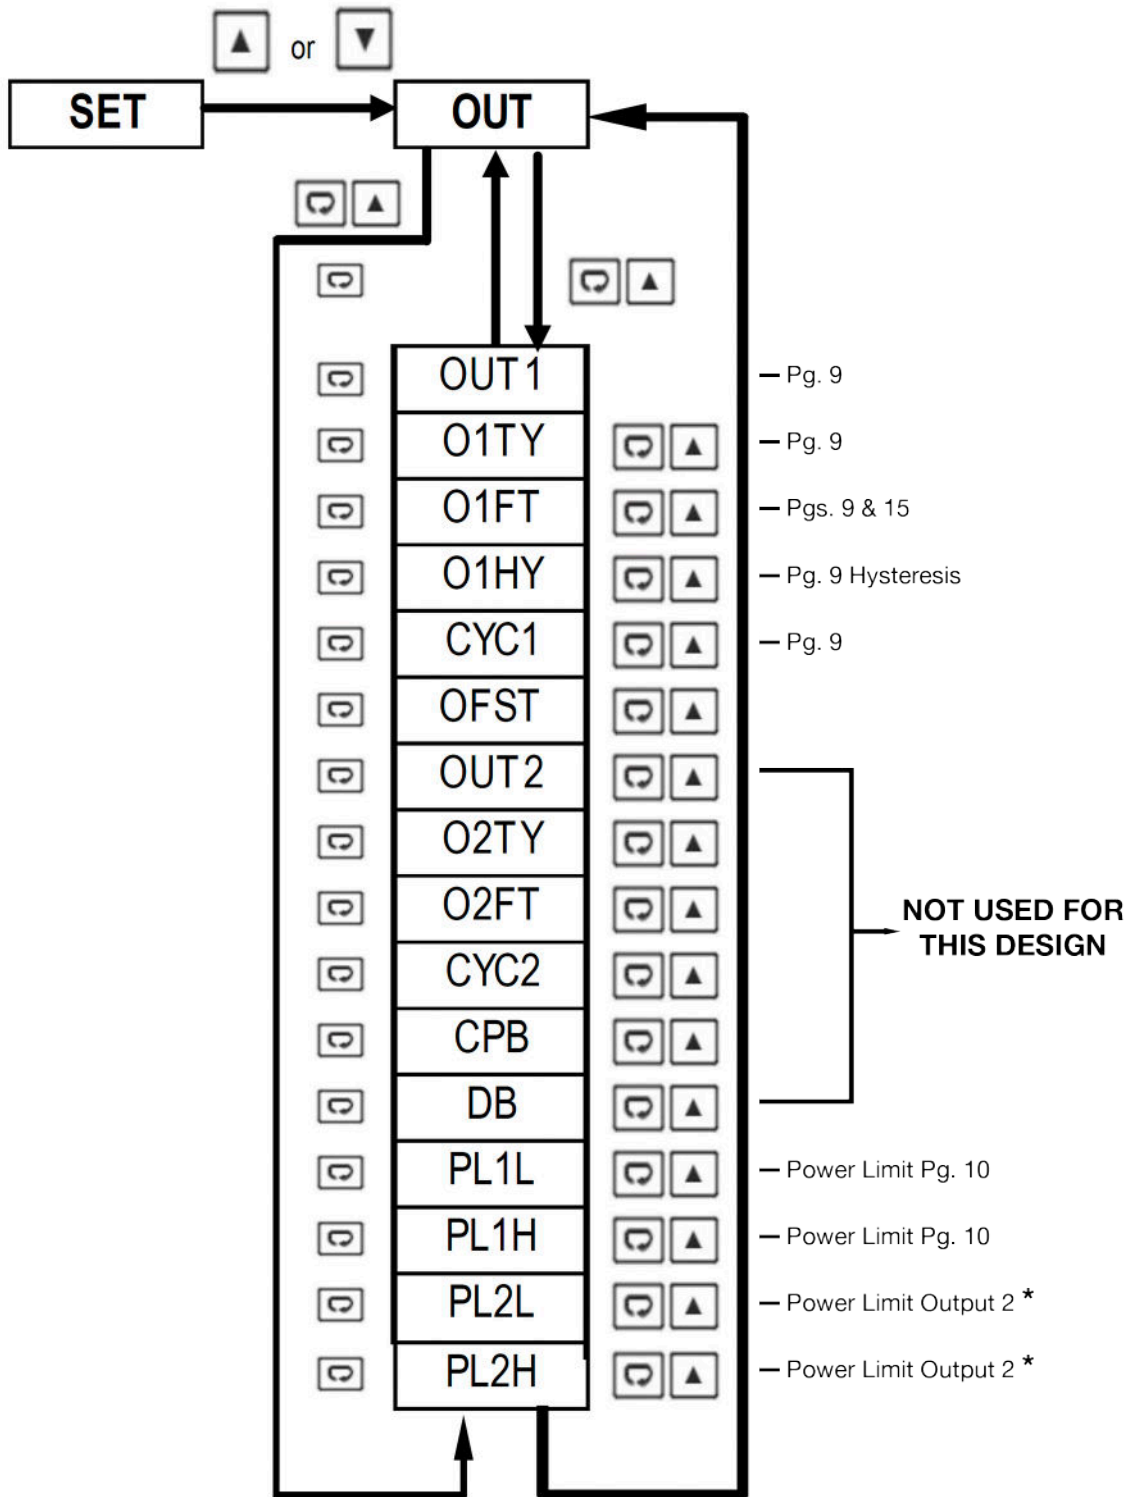 or
SET
OUT
OUT1
Pg. 9
O1TY
Pg. 9
O1FT
Pgs. 9 & 15
O1HY
Pg. 9 Hysteresis
CYC1
Pg. 9
OFST
OUT2
O2TY
O2FT
NOT USED FOR
THIS DESIGN
CYC2
CPB
DB
PL1L
Power Limit Pg. 10
PL1H
Power Limit Pg. 10
PL2L
Power Limit Output 2 *
PL2H
Power Limit Output 2 *